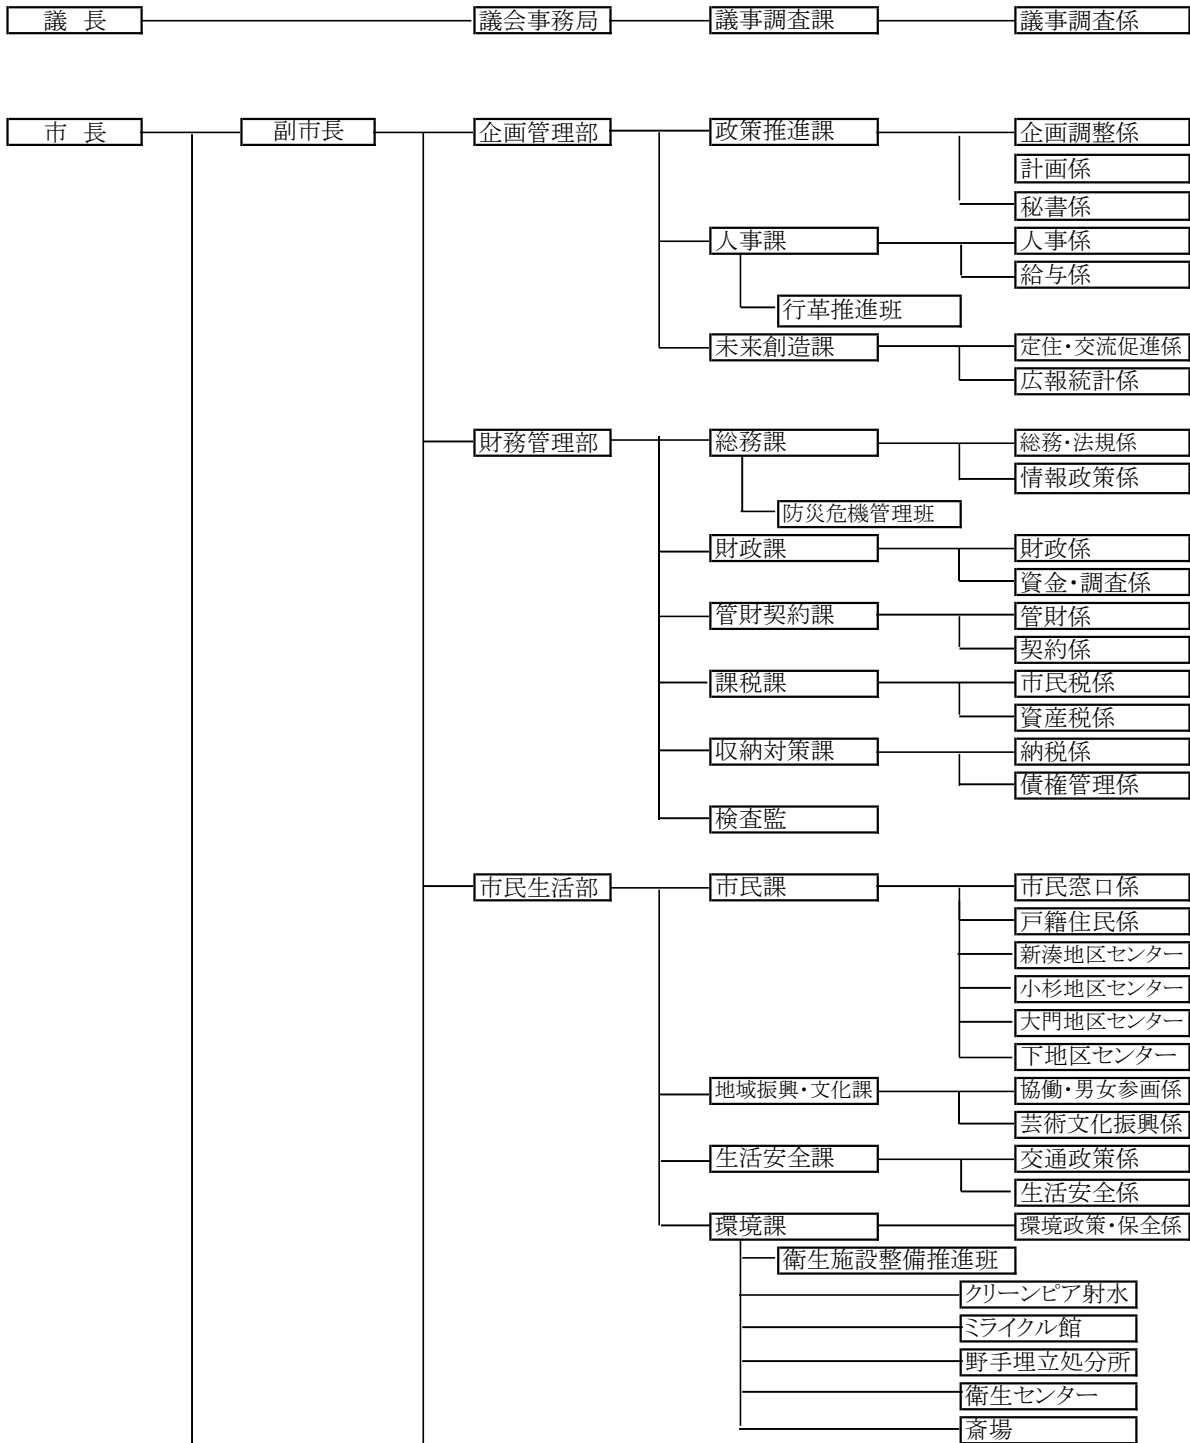 議長 議会事務局 議事調査課 議事調査係
市長 副市長 企画管理部 政策推進課 企画調整係
計画係
秘書係
人事課 人事係
給与係
行革推進班
未来創造課 定住・交流促進係
広報統計係
財務管理部 総務課 総務・法規係
情報政策係
防災危機管理班
財政課 財政係
資金・調査係
管財契約課 管財係
契約係
課税課 市民税係
資産税係
収納対策課 納税係
債権管理係
検査監
市民生活部 市民課 市民窓口係
戸籍住民係
新湊地区センター
小杉地区センター
大門地区センター
下地区センター
地域振興・文化課 協働・男女参画係
芸術文化振興係
生活安全課 交通政策係
生活安全係
環境課 環境政策・保全係
衛生施設整備推進班
クリーンピア射水
ミライクル館
野手埋立処分所
衛生センター
斎場